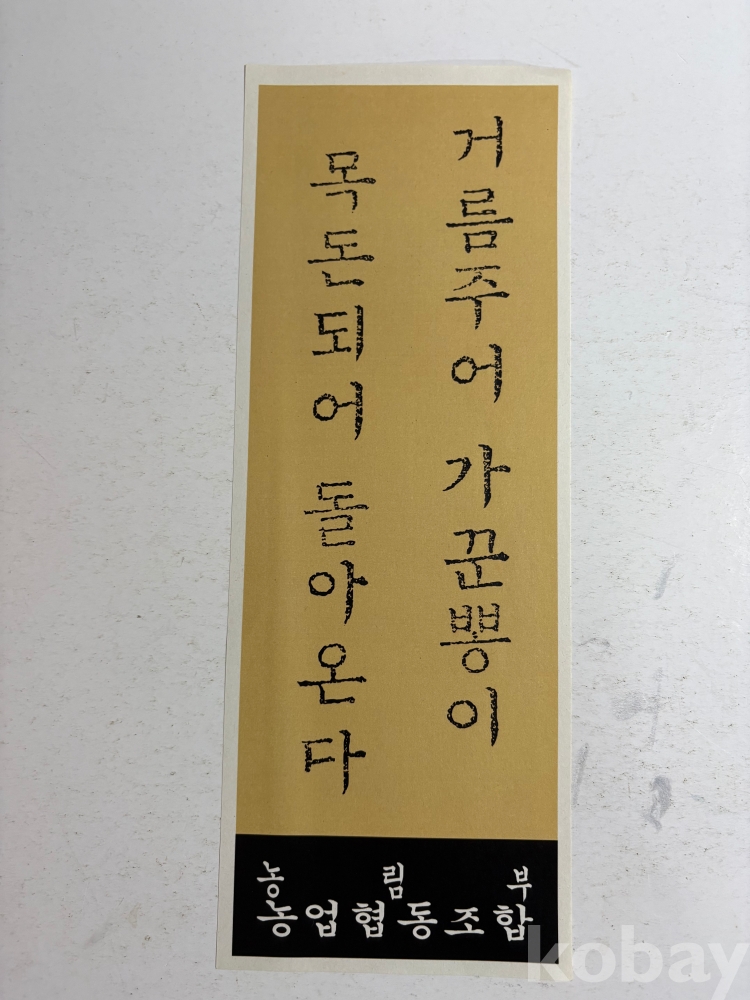 거름주어 가꾼뽕이
목돈되어 돌아온다
농림부
농업협동조합
kobay